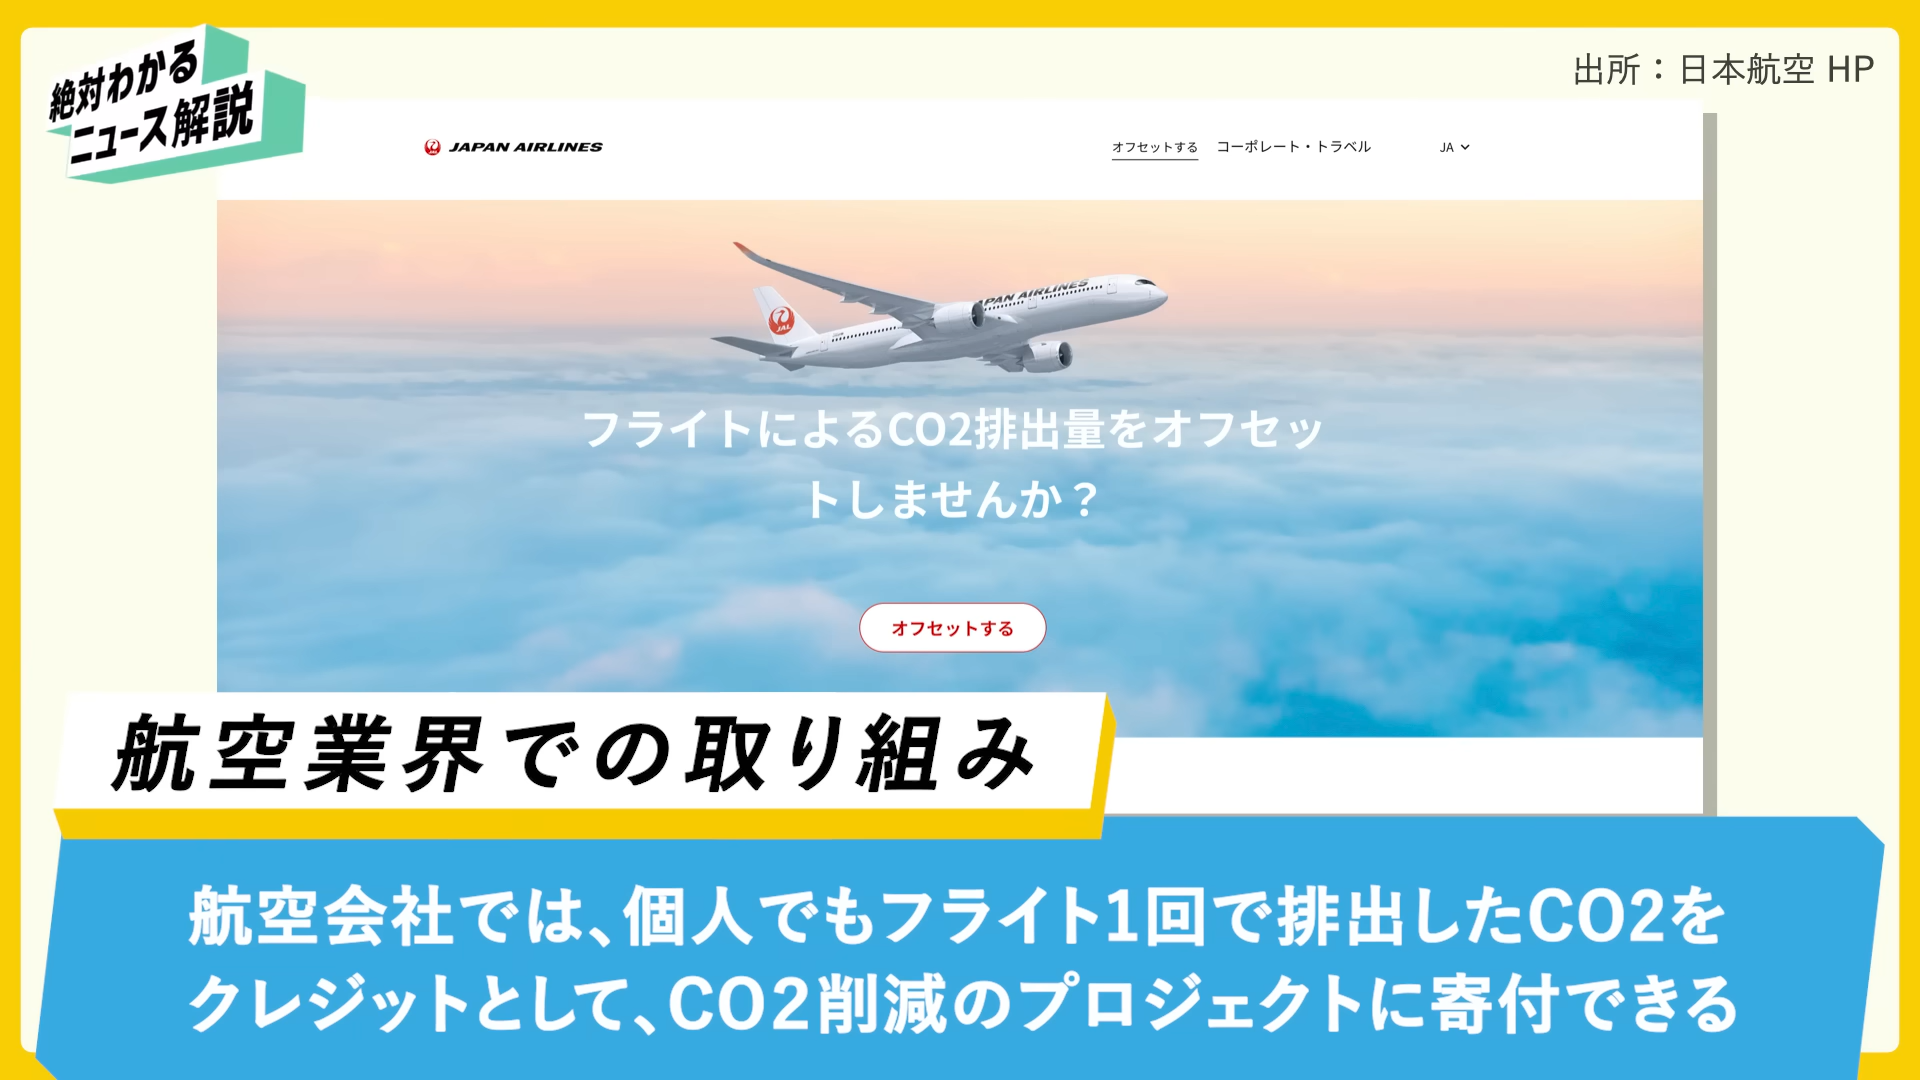 絶対わかる
ニュース解説
出所：日本航空 HP
JAPAN AIRLINES
オフセットする コーポレート・トラベル JA
JAPAN AIRLINES
JAL
フライトによるCO2排出量をオフセッ
トしませんか？
オフセットする
航空業界での取り組み
航空会社では、個人でもフライト1回で排出したCO2を
クレジットとして、CO2削減のプロジェクトに寄付できる